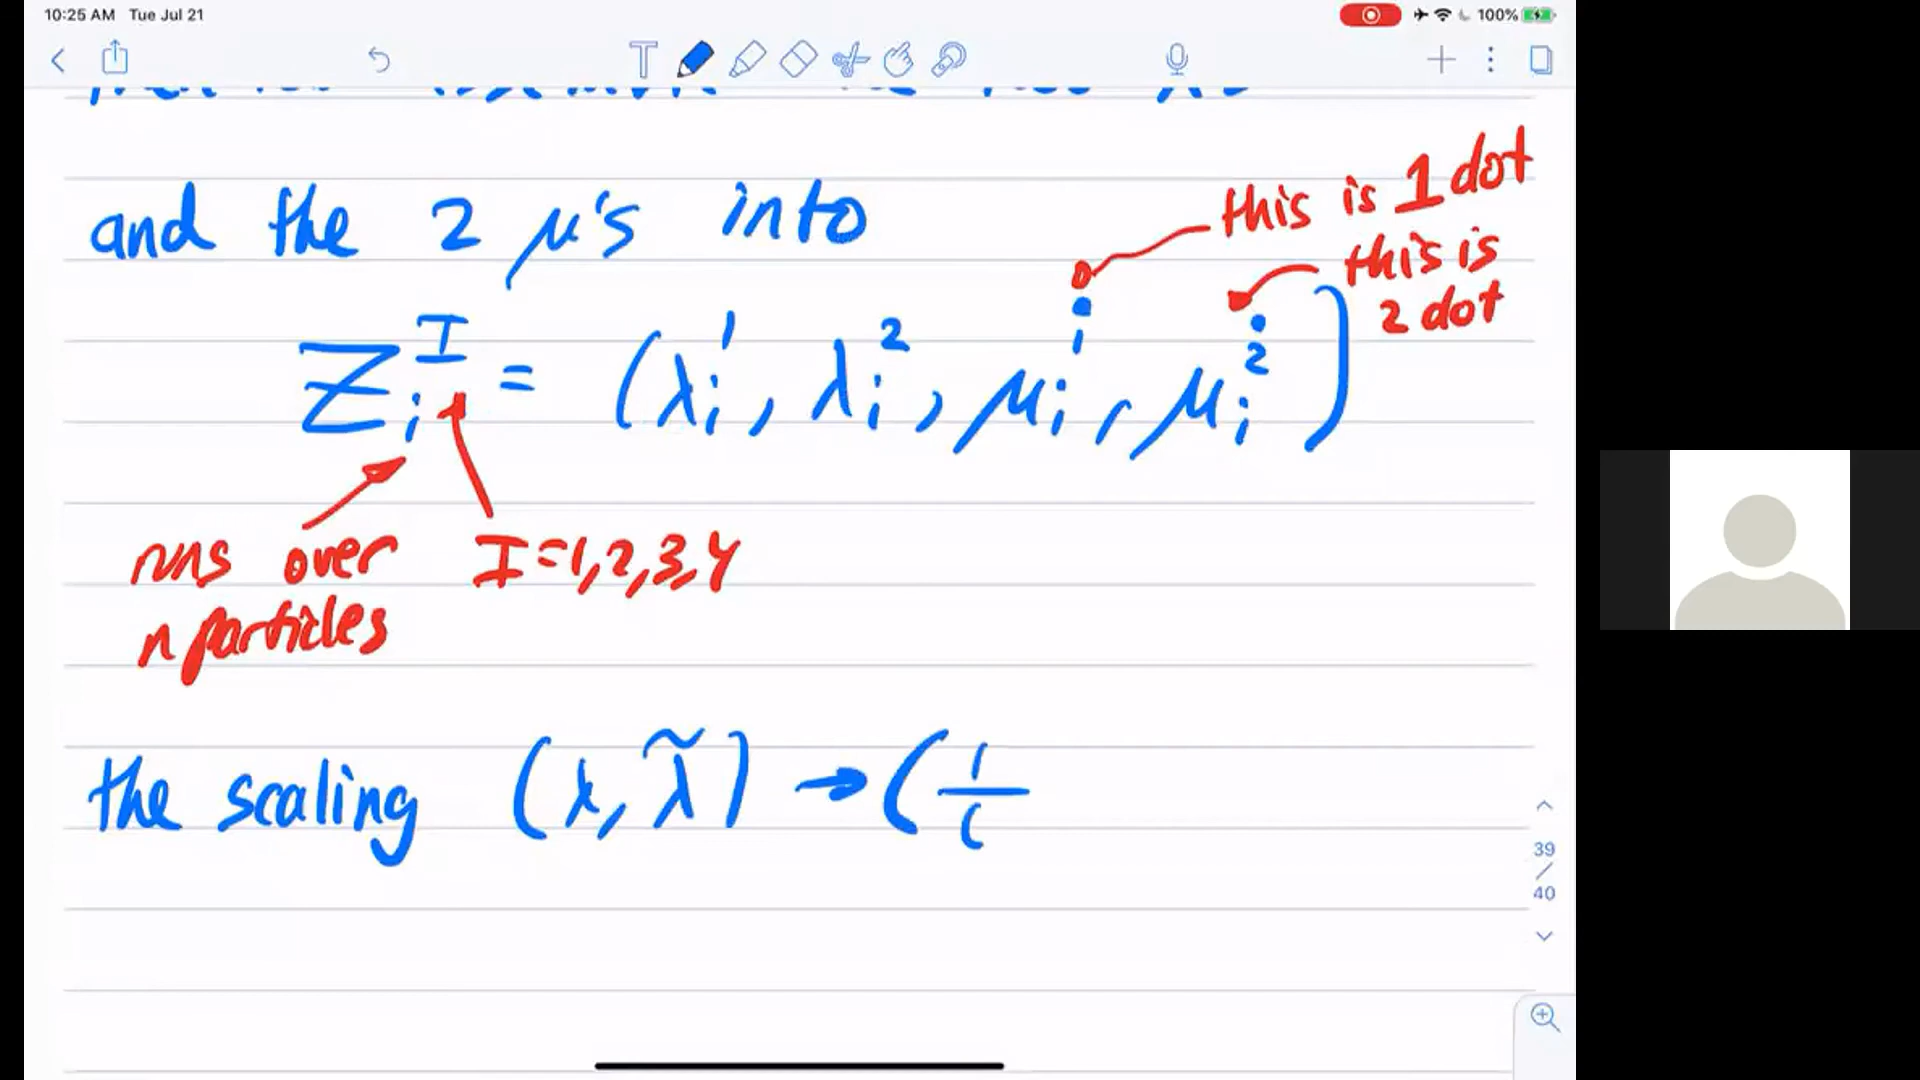 10:25 AM Tue Jul 21
100%
and the 2 μ's into
this is 1 dot
this is
2 dot
Z_i^I = (λ_i^1, λ_i^2, μ_i^{\dot{1}}, μ_i^{\dot{2}})
runs over I=1,2,3,4
n particles
the scaling (λ, λ̃) → (1/c
39
/
40